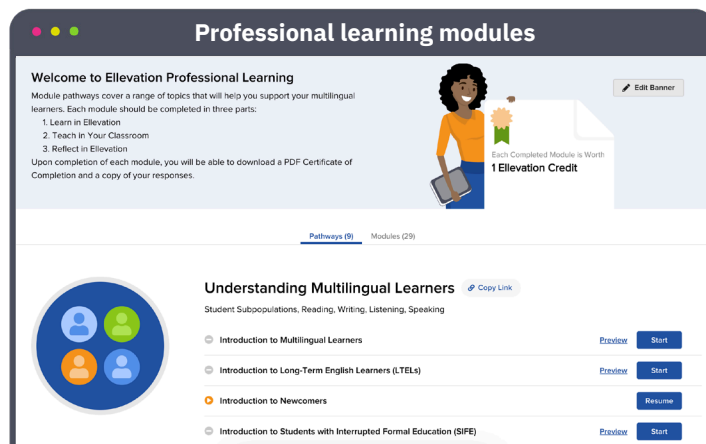 Professional learning modules
Welcome to Ellevation Professional Learning
Module pathways cover a range of topics that will help you support your multilingual
learners. Each module should be completed in three parts:
1. Learn in Ellevation
2. Teach in Your Classroom
3. Reflect in Ellevation
Upon completion of each module, you will be able to download a PDF Certificate of
Completion and a copy of your responses.
Edit Banner
Each Completed Module is Worth
1 Ellevation Credit
Pathways (9) Modules (29)
Understanding Multilingual Learners Copy Link
Student Subpopulations, Reading, Writing, Listening, Speaking
Introduction to Multilingual Learners Preview Start
Introduction to Long-Term English Learners (LTELs) Preview Start
Introduction to Newcomers Resume
Introduction to Students with Interrupted Formal Education (SIFE) Preview Start